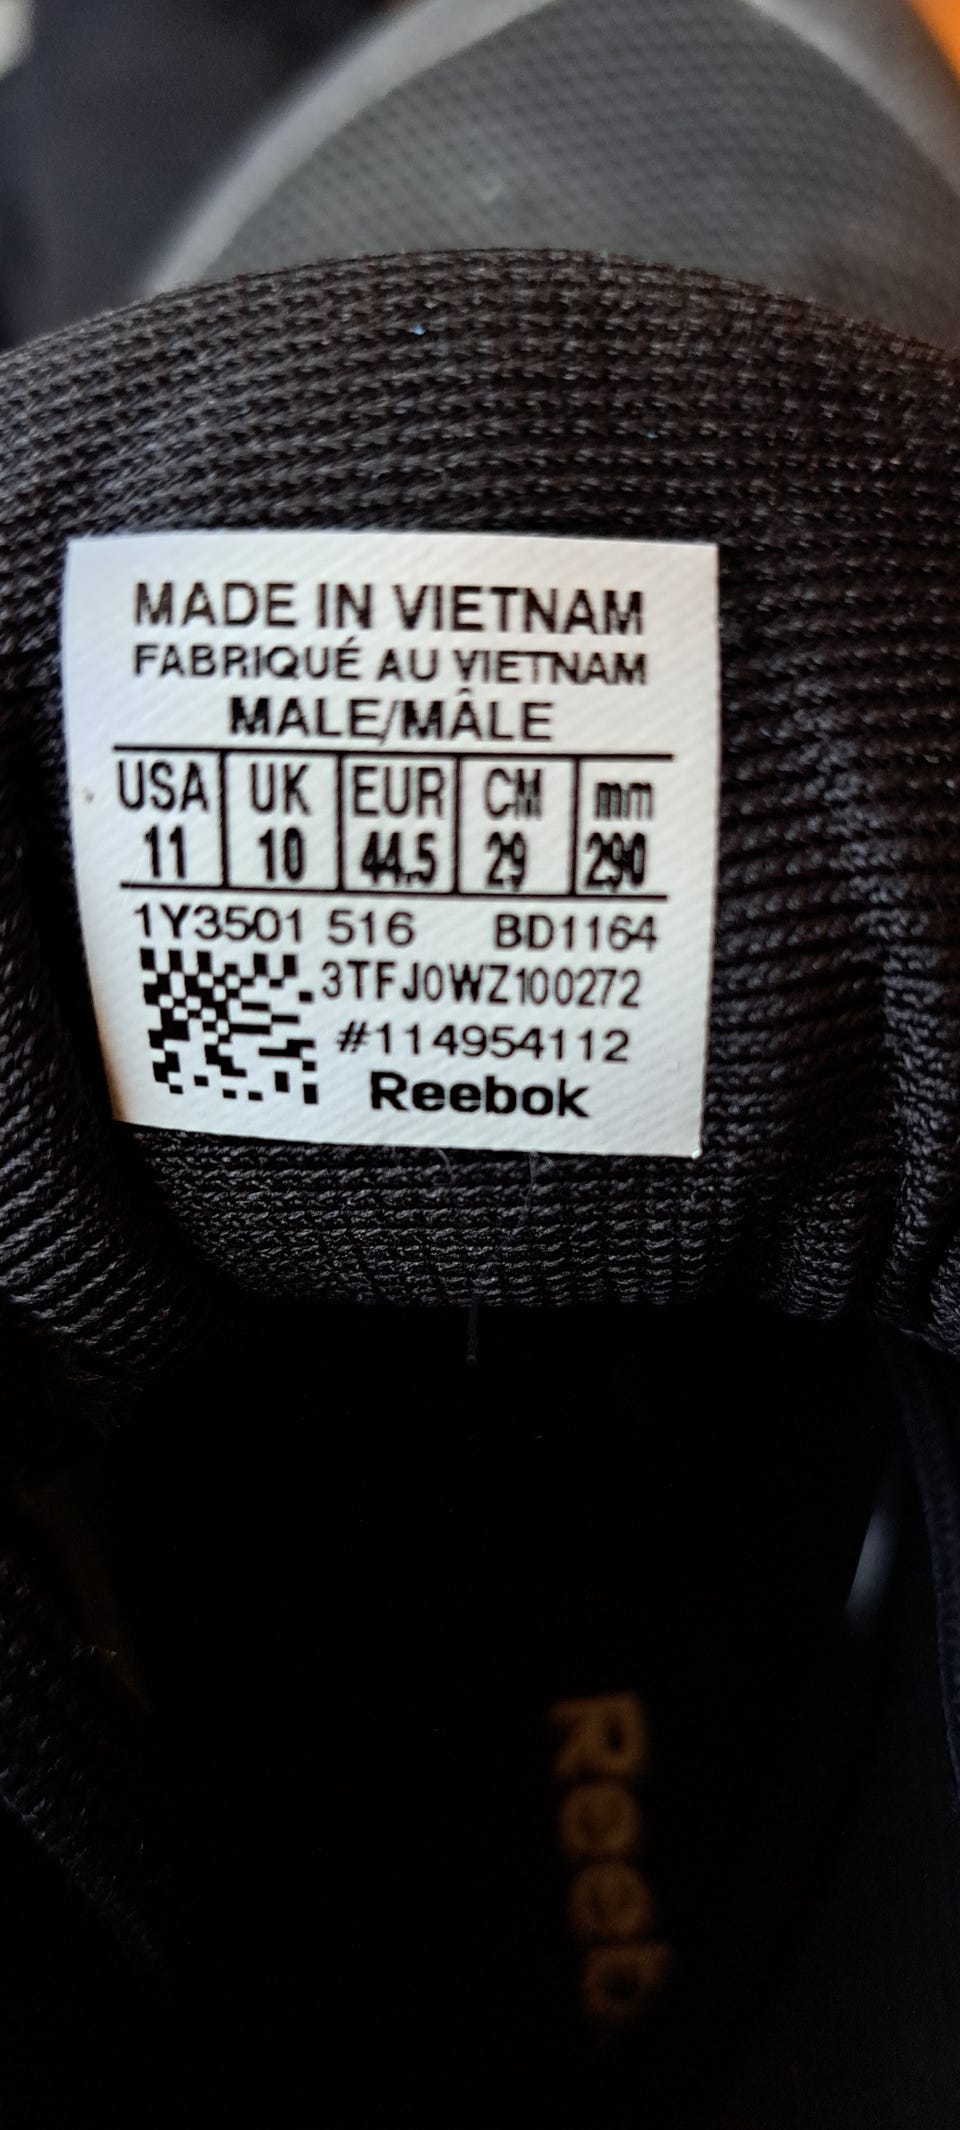 MADE IN VIETNAM
FABRIQUÉ AU VIETNAM
MALE/MÂLE
USA UK EUR CM mm
11 10 44.5 29 290
1Y3501 516 BD1164
3TFJ0WZ100272
#114954112
Reebok
Reeb